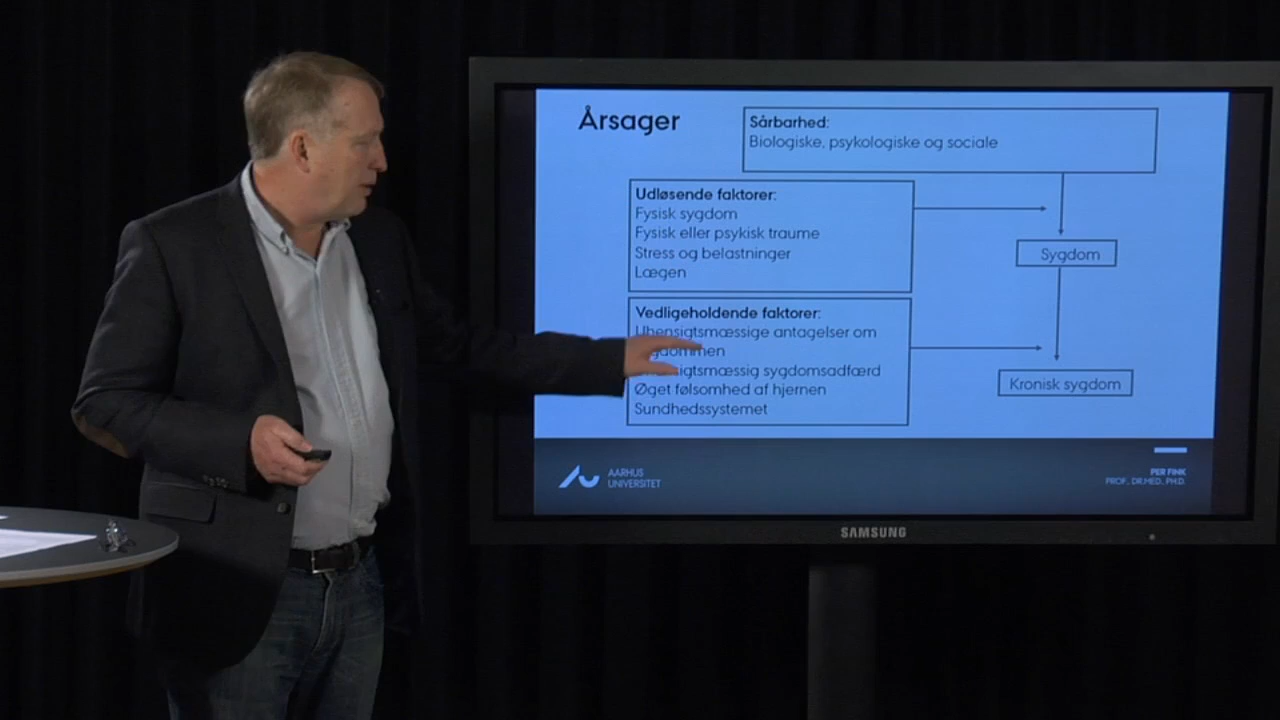 Årsager
Sårbarhed:
Biologiske, psykologiske og sociale
Udløsende faktorer:
Fysisk sygdom
Fysisk eller psykisk traume
Stress og belastninger
Lægen
Sygdom
Vedligeholdende faktorer:
Uhensigtsmæssige antagelser om
sygdomsadfærd
Øget følsomhed af hjernen
Sundhedssystemet
Kronisk sygdom
AARHUS
UNIVERSITET
PER FINK
PROF., DR.MED., PH.D.
SAMSUNG